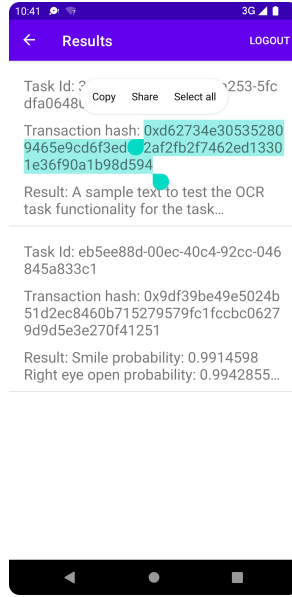 10:41 3G
Results LOGOUT
Task Id: 3 a253-5fc
dfa0648
Copy Share Select all
Transaction hash: 0xd62734e30535280
9465e9cd6f3ed 2af2fb2f7462ed1330
1e36f90a1b98d594
Result: A sample text to test the OCR
task functionality for the task…
Task Id: eb5ee88d-00ec-40c4-92cc-046
845a833c1
Transaction hash: 0x9df39be49e5024b
51d2ec8460b715279579fc1fccbc0627
9d9d5e3e270f41251
Result: Smile probability: 0.9914598
Right eye open probability: 0.9942855…